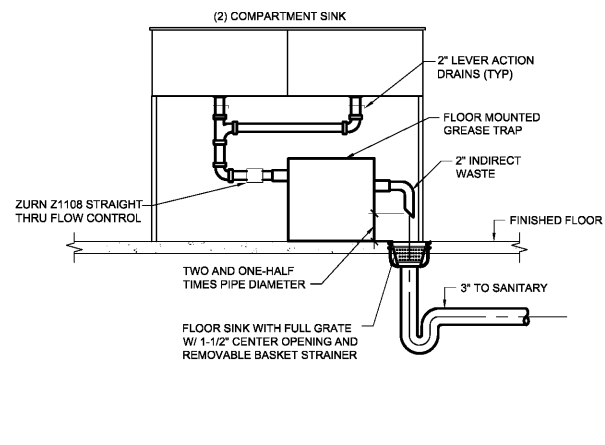 (2) COMPARTMENT SINK
2" LEVER ACTION
DRAINS (TYP)
FLOOR MOUNTED
GREASE TRAP
2" INDIRECT
WASTE
ZURN Z1108 STRAIGHT
THRU FLOW CONTROL
FINISHED FLOOR
TWO AND ONE-HALF
TIMES PIPE DIAMETER
3" TO SANITARY
FLOOR SINK WITH FULL GRATE
W/ 1-1/2" CENTER OPENING AND
REMOVABLE BASKET STRAINER